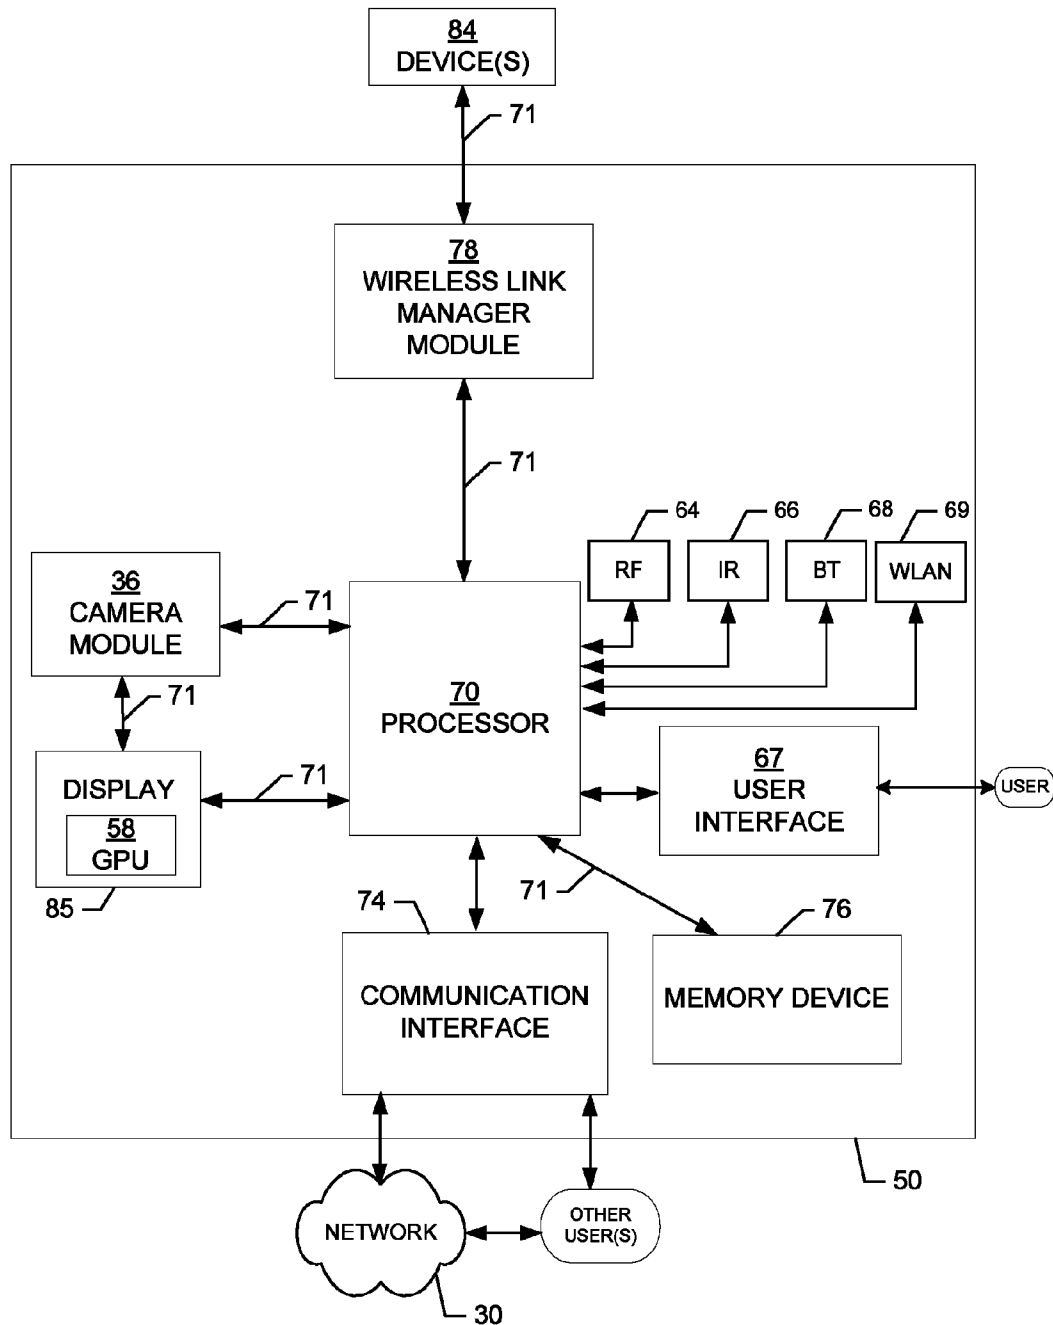 84
DEVICE(S)
71
78
WIRELESS LINK
MANAGER
MODULE
71
64
66
68
69
RF
IR
BT
WLAN
36
CAMERA
MODULE
71
71
70
PROCESSOR
DISPLAY
58
GPU
85
71
67
USER
INTERFACE
USER
71
74
COMMUNICATION
INTERFACE
76
MEMORY DEVICE
50
NETWORK
OTHER
USER(S)
30